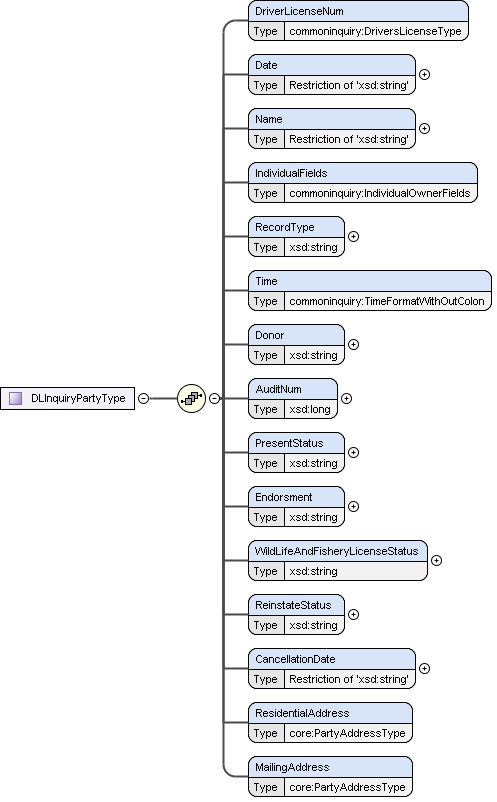 DriverLicenseNum
Type commoninquiry:DriversLicenseType
Date
Type Restriction of 'xsd:string'
Name
Type Restriction of 'xsd:string'
IndividualFields
Type commoninquiry:IndividualOwnerFields
RecordType
Type xsd:string
Time
Type commoninquiry:TimeFormatWithOutColon
Donor
Type xsd:string
DLInquiryPartyType
AuditNum
Type xsd:long
PresentStatus
Type xsd:string
Endorsment
Type xsd:string
WildLifeAndFisheryLicenseStatus
Type xsd:string
ReinstateStatus
Type xsd:string
CancellationDate
Type Restriction of 'xsd:string'
ResidentialAddress
Type core:PartyAddressType
MailingAddress
Type core:PartyAddressType